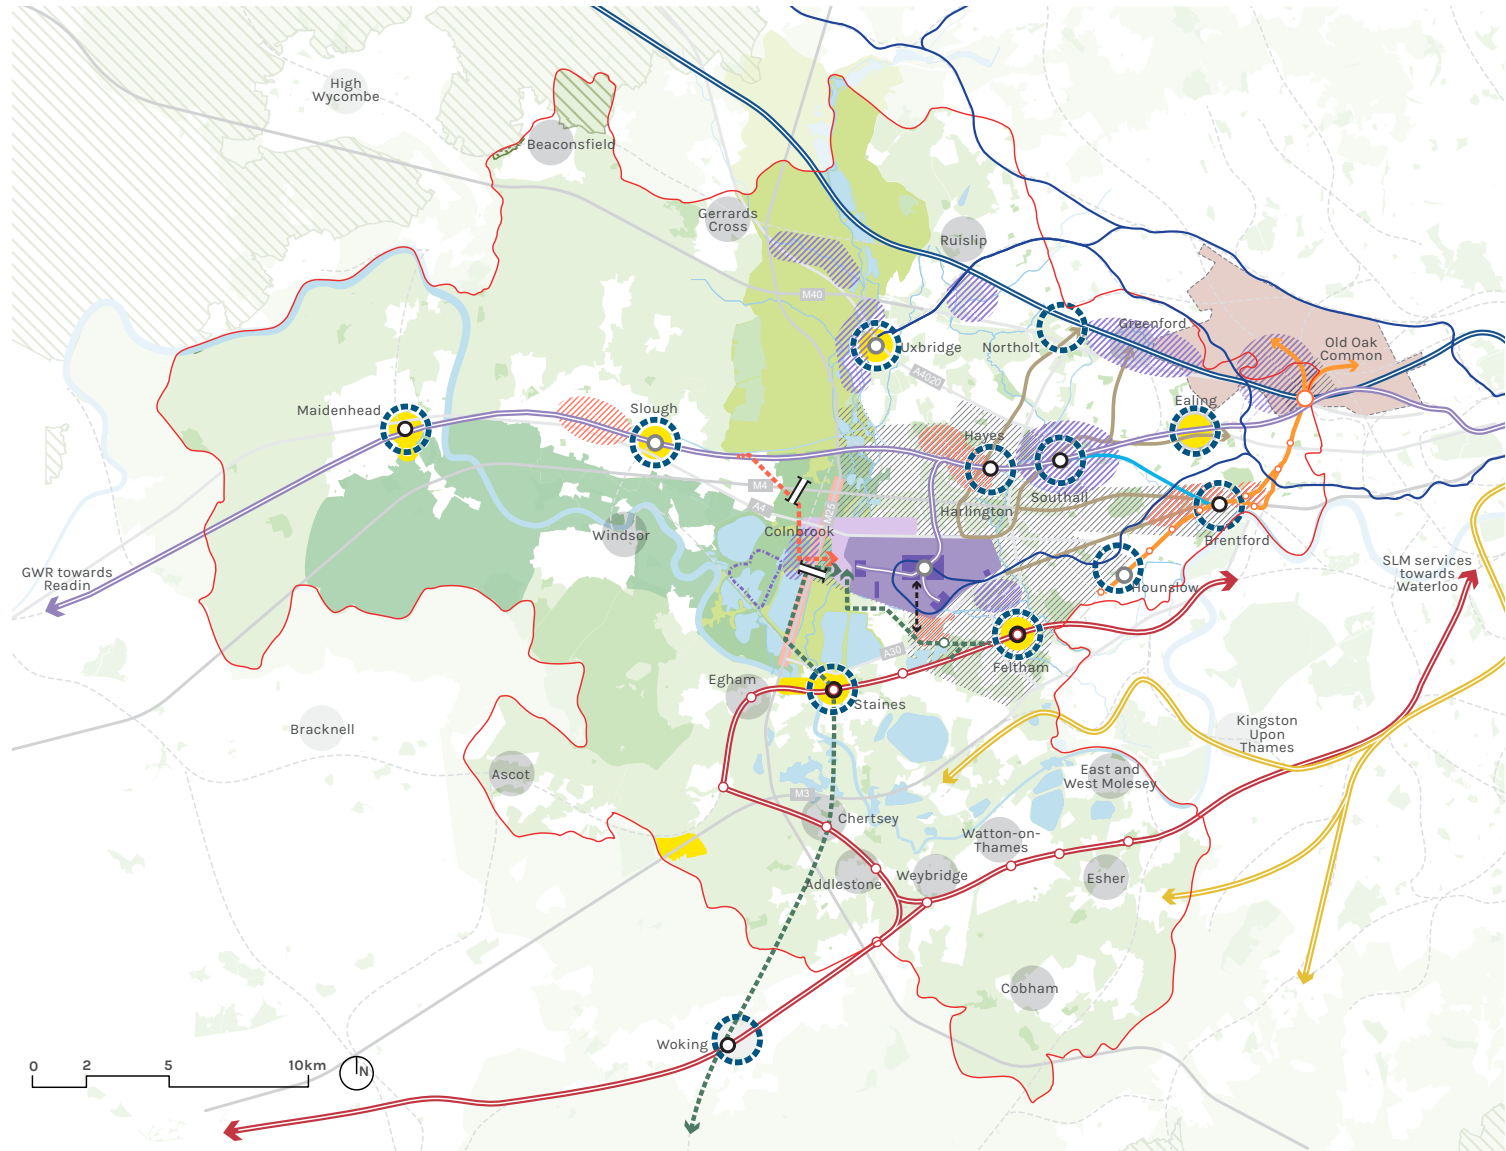 High
Wycombe
Beaconsfield
Gerrards
Cross
Ruislip
M40
Greenford
Uxbridge
Northolt
Old Oak
Common
A4020
Maidenhead
Slough
Ealing
Hayes
M4
Southall
A4
M25
Harlington
Colnbrook
Windsor
Brentford
GWR towards
Readin
SLM services
towards
Waterloo
Hounslow
A30
Feltham
Egham
Staines
Bracknell
Kingston
Upon
Thames
Ascot
East and
West Molesey
M3
Chertsey
Watton-on-
Thames
Addlestone
Weybridge
Esher
Cobham
Woking
0 2 5 10km
N